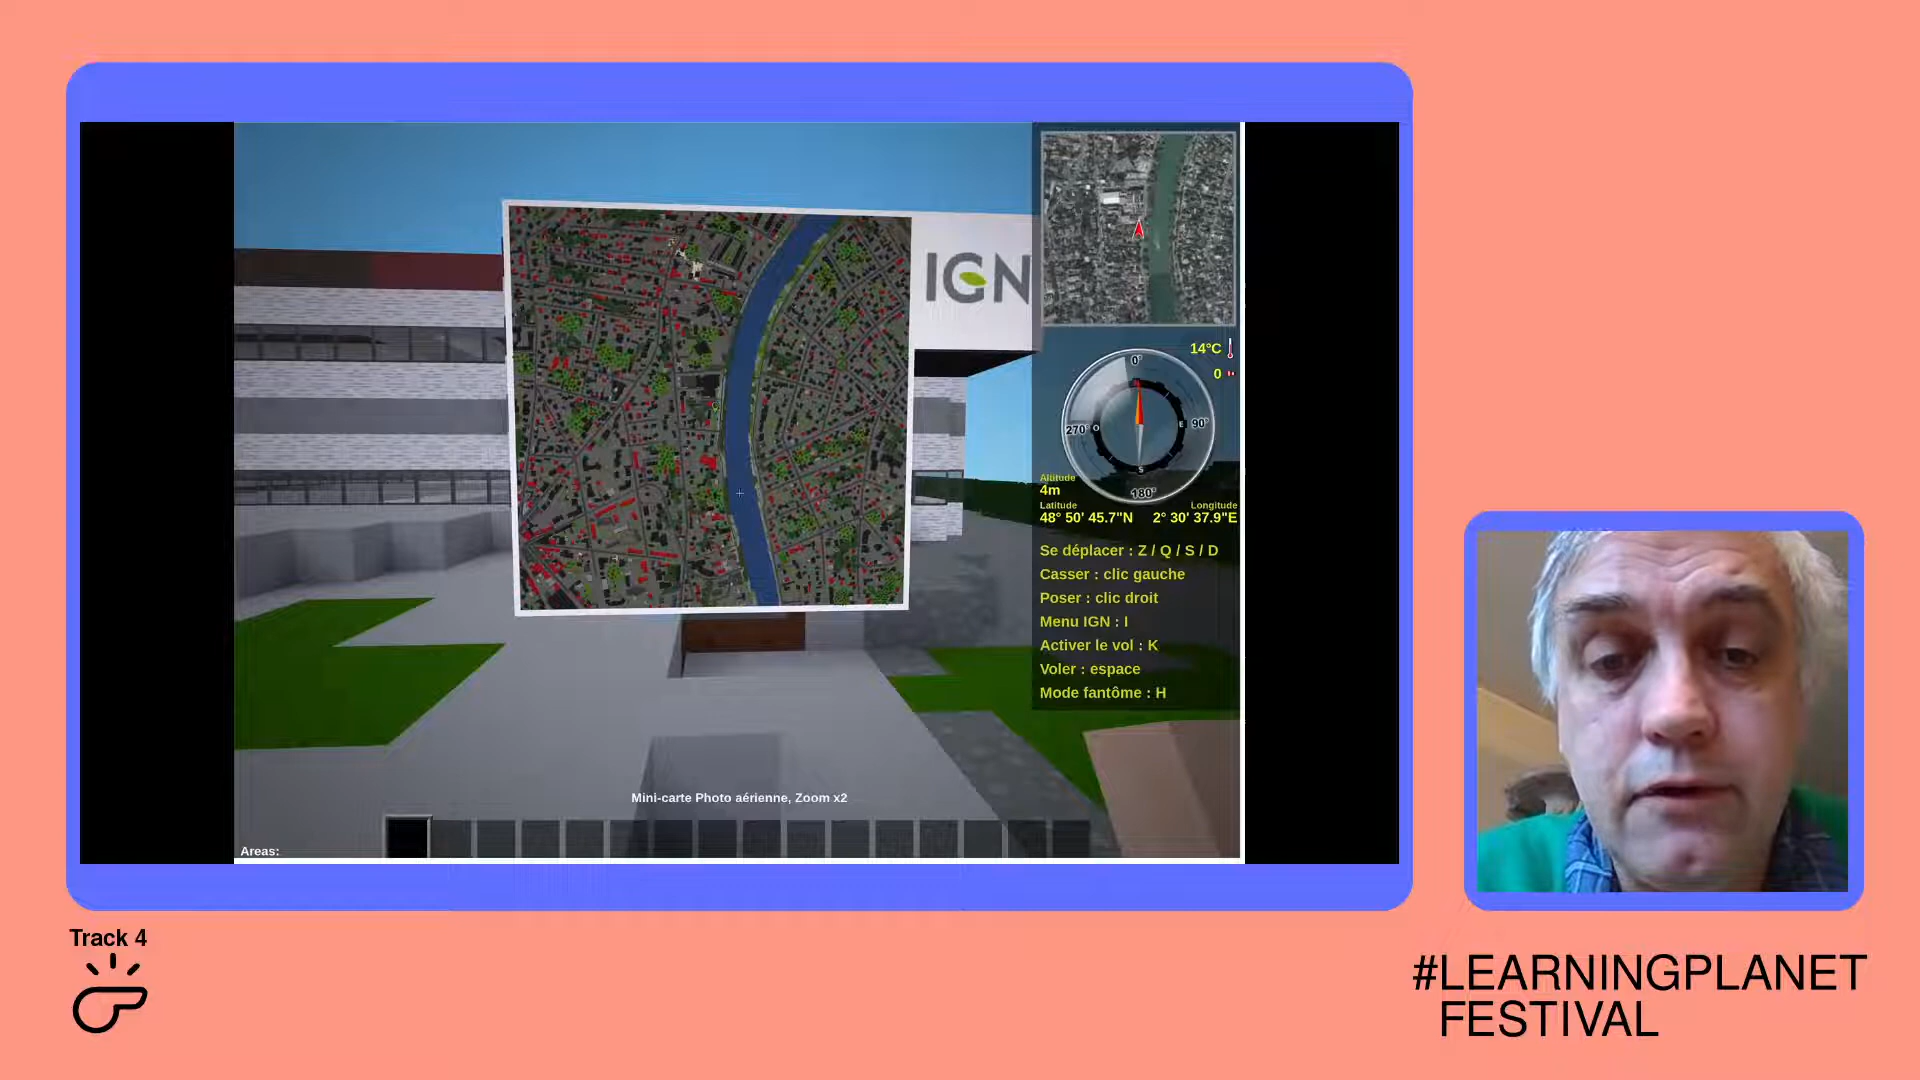 IGN
14°C
0
0°
270°
O
E
90°
S
180°
Altitude
4m
Latitude
Longitude
48° 50' 45.7"N
2° 30' 37.9"E
Se déplacer : Z / Q / S / D
Casser : clic gauche
Poser : clic droit
Menu IGN : I
Activer le vol : K
Voler : espace
Mode fantôme : H
Mini-carte Photo aérienne, Zoom x2
Areas:
Track 4
#LEARNINGPLANET
FESTIVAL